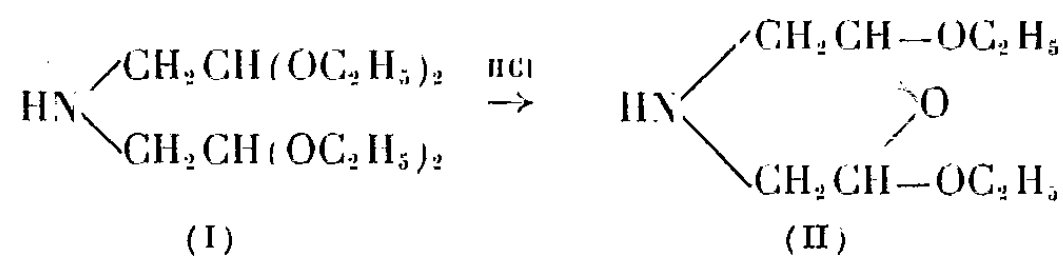 CH₂CH(OC₂H₅)₂ HCl CH₂CH—OC₂H₅
HN → HN O
CH₂CH(OC₂H₅)₂ CH₂CH—OC₂H₅
(I) (II)